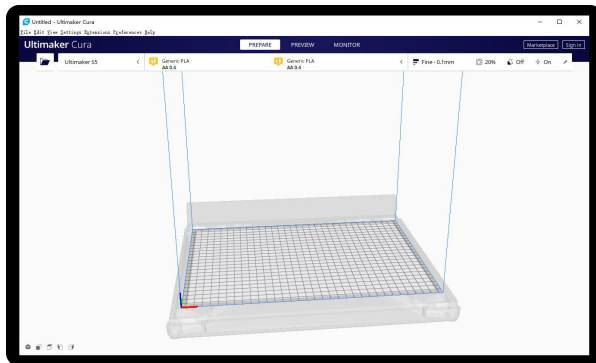 Untitled - Ultimaker Cura
File Edit View Settings Extensions Preferences Help
Ultimaker Cura PREPARE PREVIEW MONITOR Marketplace Sign in
Ultimaker S5 Generic PLA Generic PLA Fine - 0.1mm 20% Off On
AA 0.4 AA 0.4